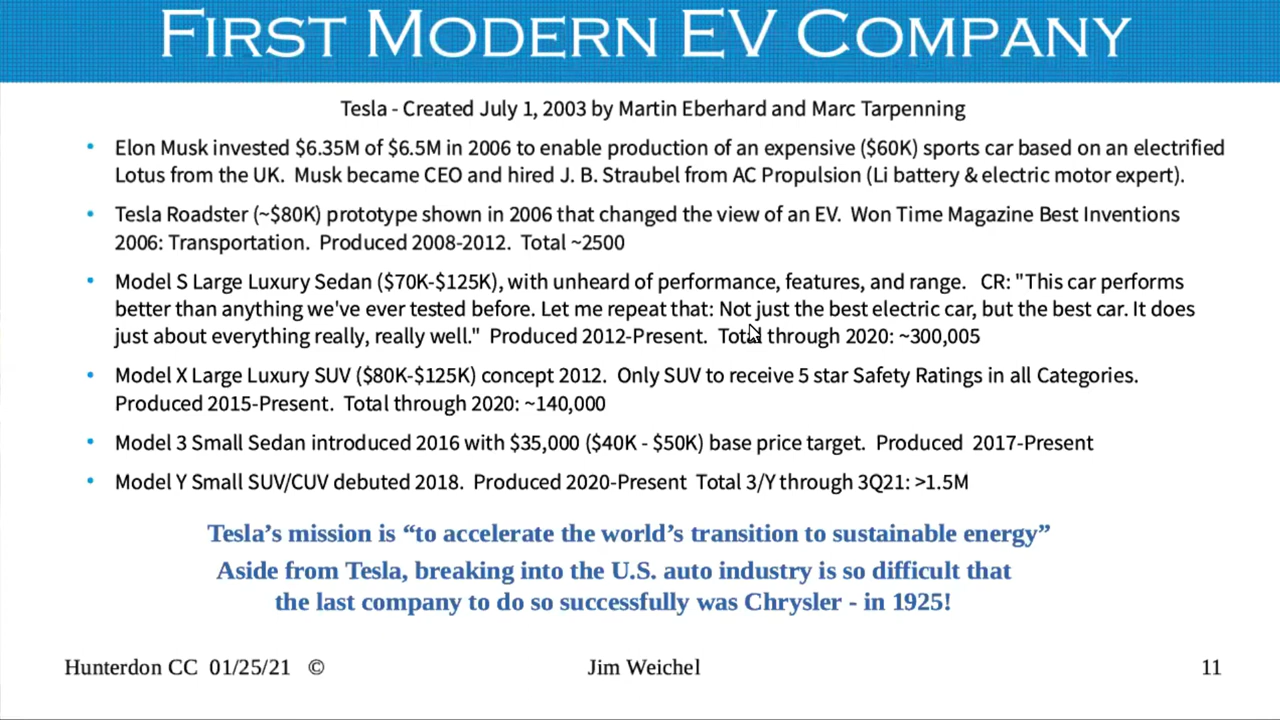 First Modern EV Company
Tesla - Created July 1, 2003 by Martin Eberhard and Marc Tarpenning
• Elon Musk invested $6.35M of $6.5M in 2006 to enable production of an expensive ($60K) sports car based on an electrified
Lotus from the UK.  Musk became CEO and hired J. B. Straubel from AC Propulsion (Li battery & electric motor expert).
• Tesla Roadster (~$80K) prototype shown in 2006 that changed the view of an EV.  Won Time Magazine Best Inventions
2006: Transportation.  Produced 2008-2012.  Total ~2500
• Model S Large Luxury Sedan ($70K-$125K), with unheard of performance, features, and range.   CR: "This car performs
better than anything we've ever tested before. Let me repeat that: Not just the best electric car, but the best car. It does
just about everything really, really well."  Produced 2012-Present.  Total through 2020: ~300,005
• Model X Large Luxury SUV ($80K-$125K) concept 2012.  Only SUV to receive 5 star Safety Ratings in all Categories.
Produced 2015-Present.  Total through 2020: ~140,000
• Model 3 Small Sedan introduced 2016 with $35,000 ($40K - $50K) base price target.  Produced  2017-Present
• Model Y Small SUV/CUV debuted 2018.  Produced 2020-Present  Total 3/Y through 3Q21: >1.5M
Tesla’s mission is “to accelerate the world’s transition to sustainable energy”
Aside from Tesla, breaking into the U.S. auto industry is so difficult that
the last company to do so successfully was Chrysler - in 1925!
Hunterdon CC  01/25/21   ©   Jim Weichel   11